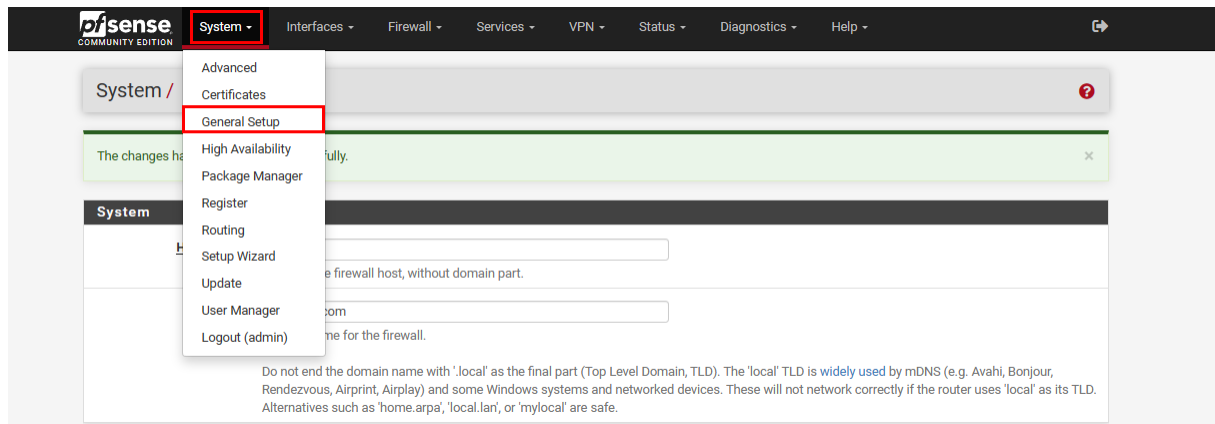 pfsense
COMMUNITY EDITION
System Interfaces Firewall Services VPN Status Diagnostics Help
Advanced
Certificates
General Setup
High Availability
Package Manager
Register
Routing
Setup Wizard
Update
User Manager
Logout (admin)
System /
The changes ×
System
firewall host, without domain part.
for the firewall.
Do not end the domain name with '.local' as the final part (Top Level Domain, TLD). The 'local' TLD is widely used by mDNS (e.g. Avahi, Bonjour,
Rendezvous, Airprint, Airplay) and some Windows systems and networked devices. These will not network correctly if the router uses 'local' as its TLD.
Alternatives such as 'home.arpa', 'local.lan', or 'mylocal' are safe.